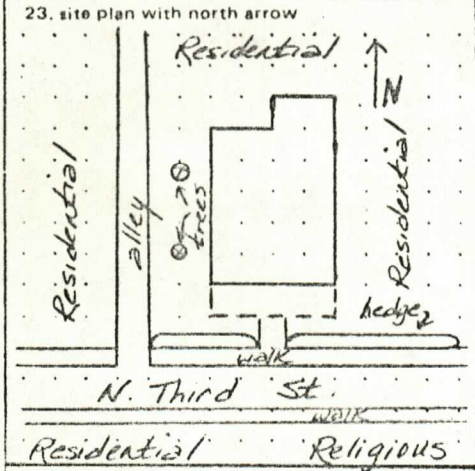 23. site plan with north arrow
Residential
N
Residential
alley
trees
Residential
hedge
walk
N. Third St.
walk
Residential
Religious